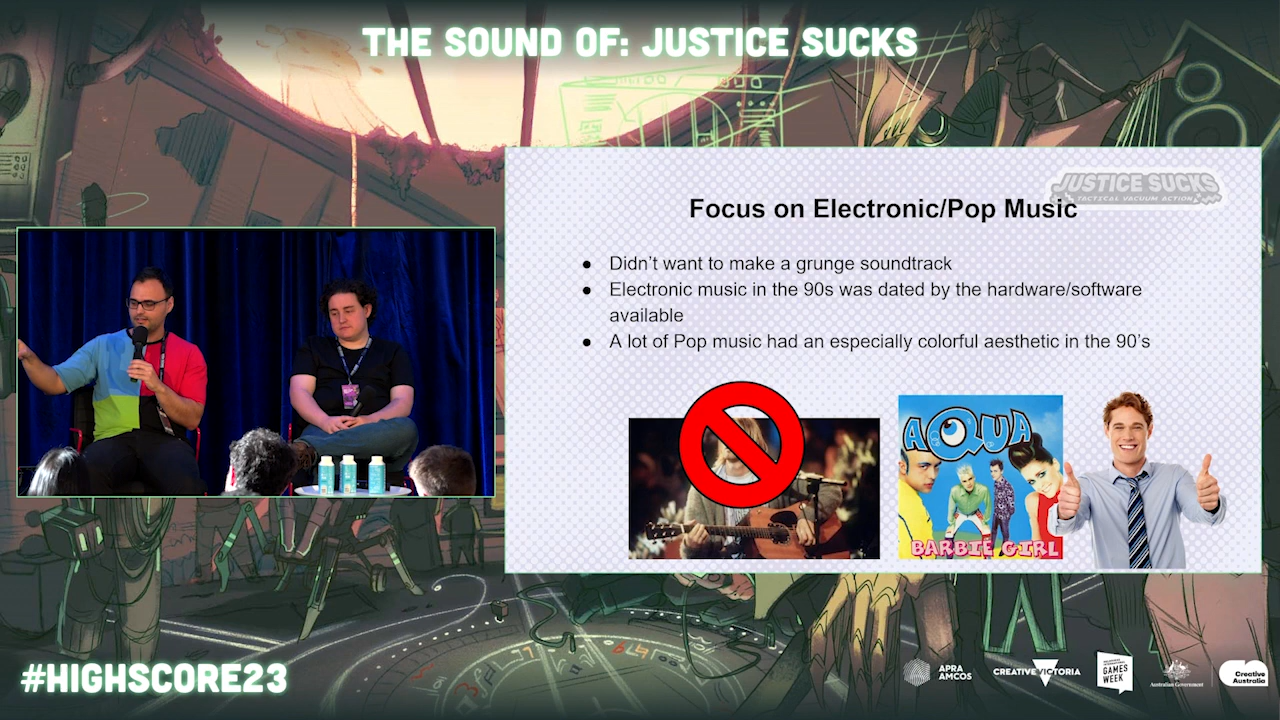 THE SOUND OF: JUSTICE SUCKS
JUSTICE SUCKS
TACTICAL VACUUM ACTION
Focus on Electronic/Pop Music
● Didn't want to make a grunge soundtrack
● Electronic music in the 90s was dated by the hardware/software
available
● A lot of Pop music had an especially colorful aesthetic in the 90's
AQUA
BARBIE GIRL
#HIGHSCORE23
APRA
AMCOS
CREATIVE VICTORIA
GAMES
WEEK
Australian Government
Creative
Australia